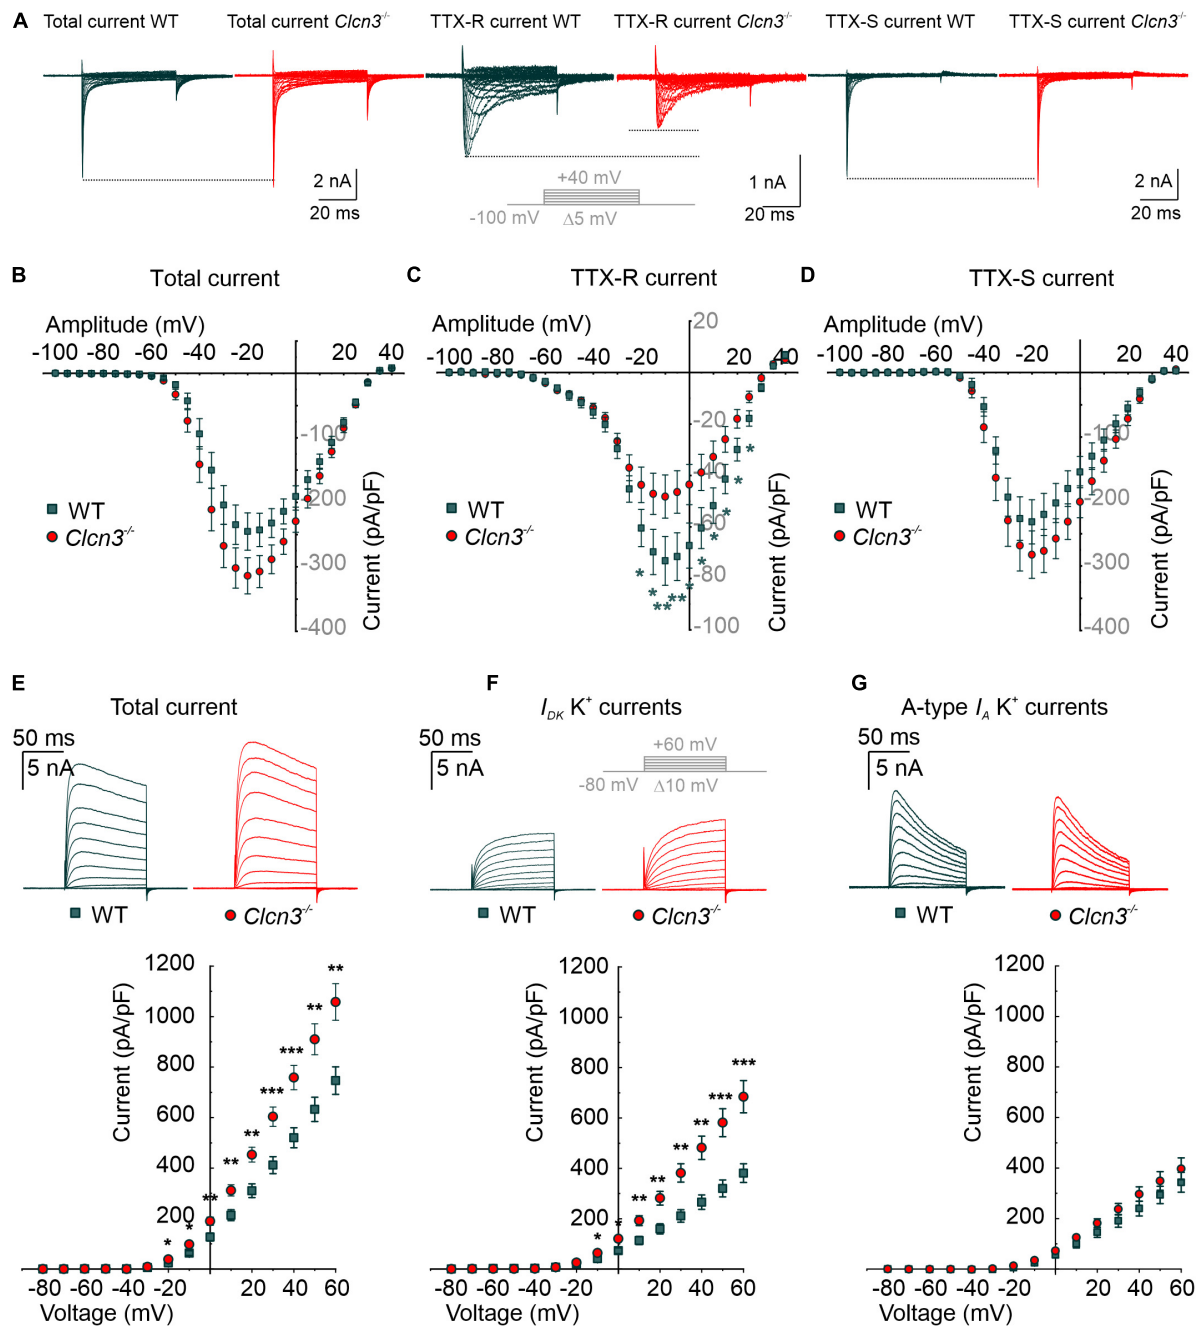 A Total current WT Total current Clcn3-/- TTX-R current WT TTX-R current Clcn3-/- TTX-S current WT TTX-S current Clcn3-/-
2 nA
20 ms
+40 mV
-100 mV Δ5 mV
1 nA
20 ms
2 nA
20 ms
B Total current
Amplitude (mV)
-100 -60 -20 20 40
-100
-200
-300
-400
Current (pA/pF)
WT
Clcn3-/-
C TTX-R current
Amplitude (mV)
20
-100 -60 -20 20 40
-20
-40
-60
-80
-100
Current (pA/pF)
WT
Clcn3-/-
* * ** ** * * * * * *
D TTX-S current
Amplitude (mV)
-100 -60 -20 20 40
-100
-200
-300
-400
Current (pA/pF)
WT
Clcn3-/-
E Total current
50 ms
5 nA
WT Clcn3-/-
1200
1000
800
600
400
200
Current (pA/pF)
* * ** ** ** *** *** ** **
-80 -60 -40 -20 20 40 60
Voltage (mV)
F IDK K+ currents
50 ms
5 nA
+60 mV
-80 mV Δ10 mV
WT Clcn3-/-
1200
1000
800
600
400
200
Current (pA/pF)
* * ** ** ** ** *** ***
-80 -60 -40 -20 20 40 60
Voltage (mV)
G A-type IA K+ currents
50 ms
5 nA
WT Clcn3-/-
1200
1000
800
600
400
200
Current (pA/pF)
-80 -60 -40 -20 0 20 40 60
Voltage (mV)